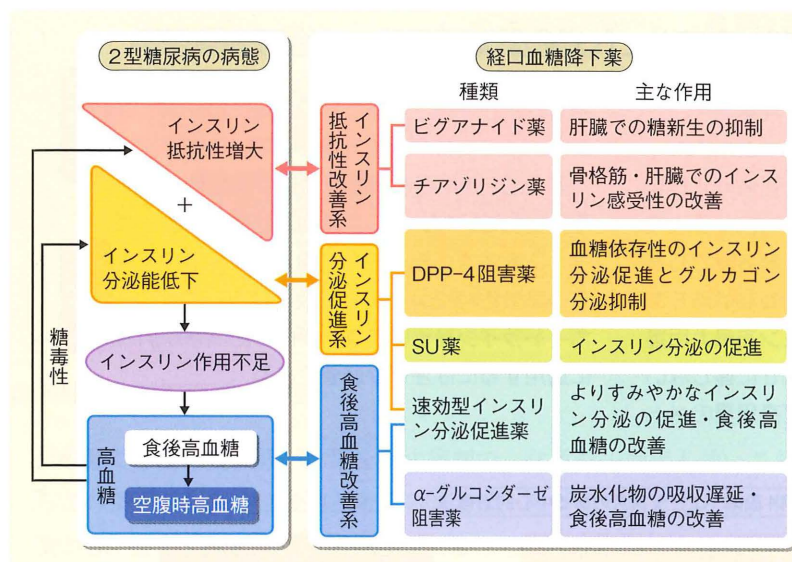 2型糖尿病の病態
インスリン
抵抗性増大
+
インスリン
分泌能低下
インスリン作用不足
糖毒性
高血糖
食後高血糖
空腹時高血糖
経口血糖降下薬
種類
主な作用
インスリン
抵抗性改善系
ビグアナイド薬
肝臓での糖新生の抑制
チアゾリジン薬
骨格筋・肝臓でのインス
リン感受性の改善
インスリン
分泌促進系
DPP-4阻害薬
血糖依存性のインスリン
分泌促進とグルカゴン
分泌抑制
SU薬
インスリン分泌の促進
食後高血糖改善系
速効型インスリン
分泌促進薬
よりすみやかなインスリ
ン分泌の促進・食後高
血糖の改善
α-グルコシダーゼ
阻害薬
炭水化物の吸収遅延・
食後高血糖の改善